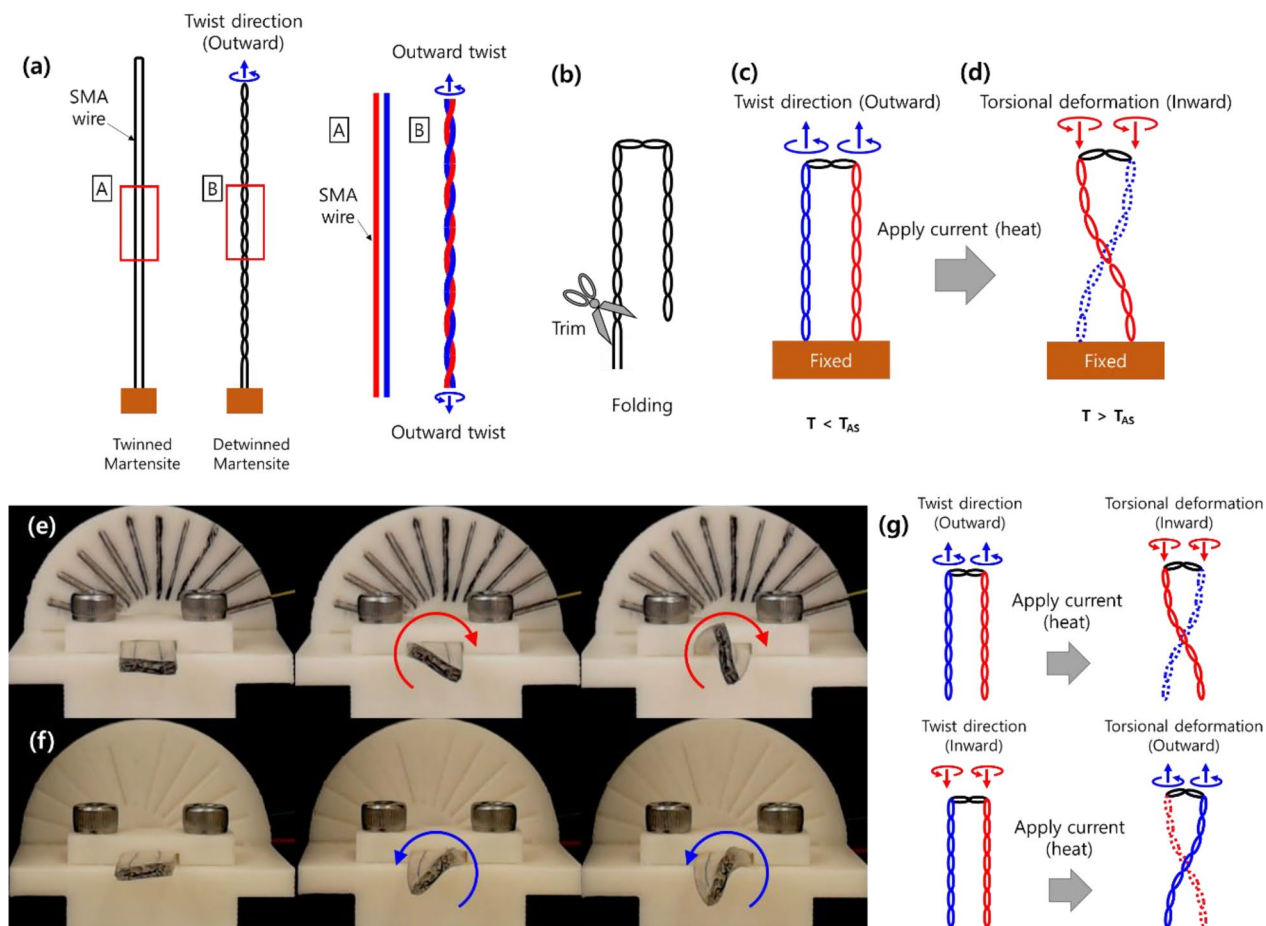 (a)
Twist direction
(Outward)
SMA
wire
A
B
Twinned
Martensite
Detwinned
Martensite
Outward twist
A
B
SMA
wire
Outward twist
(b)
Trim
Folding
(c)
Twist direction (Outward)
Fixed
T < TAS
Apply current (heat)
(d)
Torsional deformation (Inward)
Fixed
T > TAS
(e)
(f)
(g)
Twist direction
(Outward)
Apply current
(heat)
Torsional deformation
(Inward)
Twist direction
(Inward)
Apply current
(heat)
Torsional deformation
(Outward)